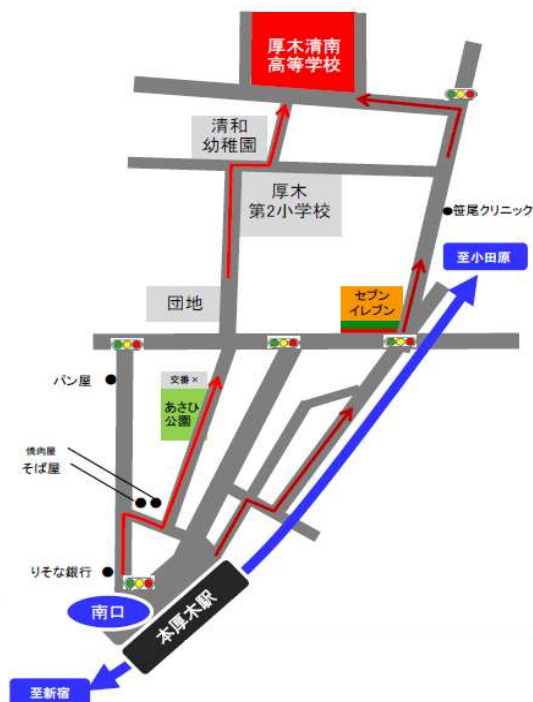 厚木清南
高等学校
清和
幼稚園
厚木
第2小学校
笹尾クリニック
至小田原
団地
セブン
イレブン
パン屋
交番×
あさひ
公園
焼肉屋
そば屋
りそな銀行
南口
本厚木駅
至新宿